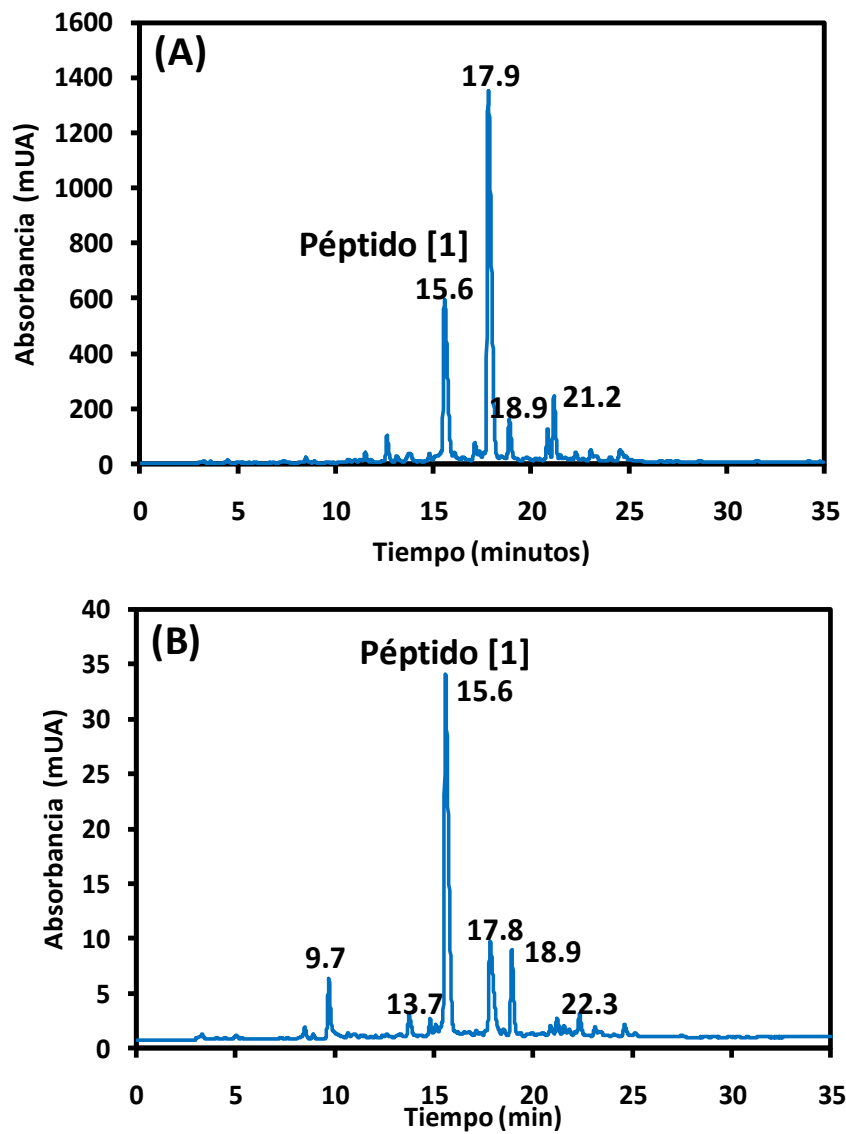 (A)
Absorbancia (mUA)
1600
1400
1200
1000
800
600
400
200
0
17.9
Péptido [1]
15.6
18.9
21.2
0 5 10 15 20 25 30 35
Tiempo (minutos)
(B)
Absorbancia (mUA)
40
35
30
25
20
15
10
5
0
Péptido [1]
15.6
9.7
13.7
17.8
18.9
22.3
0 5 10 15 20 25 30 35
Tiempo (min)